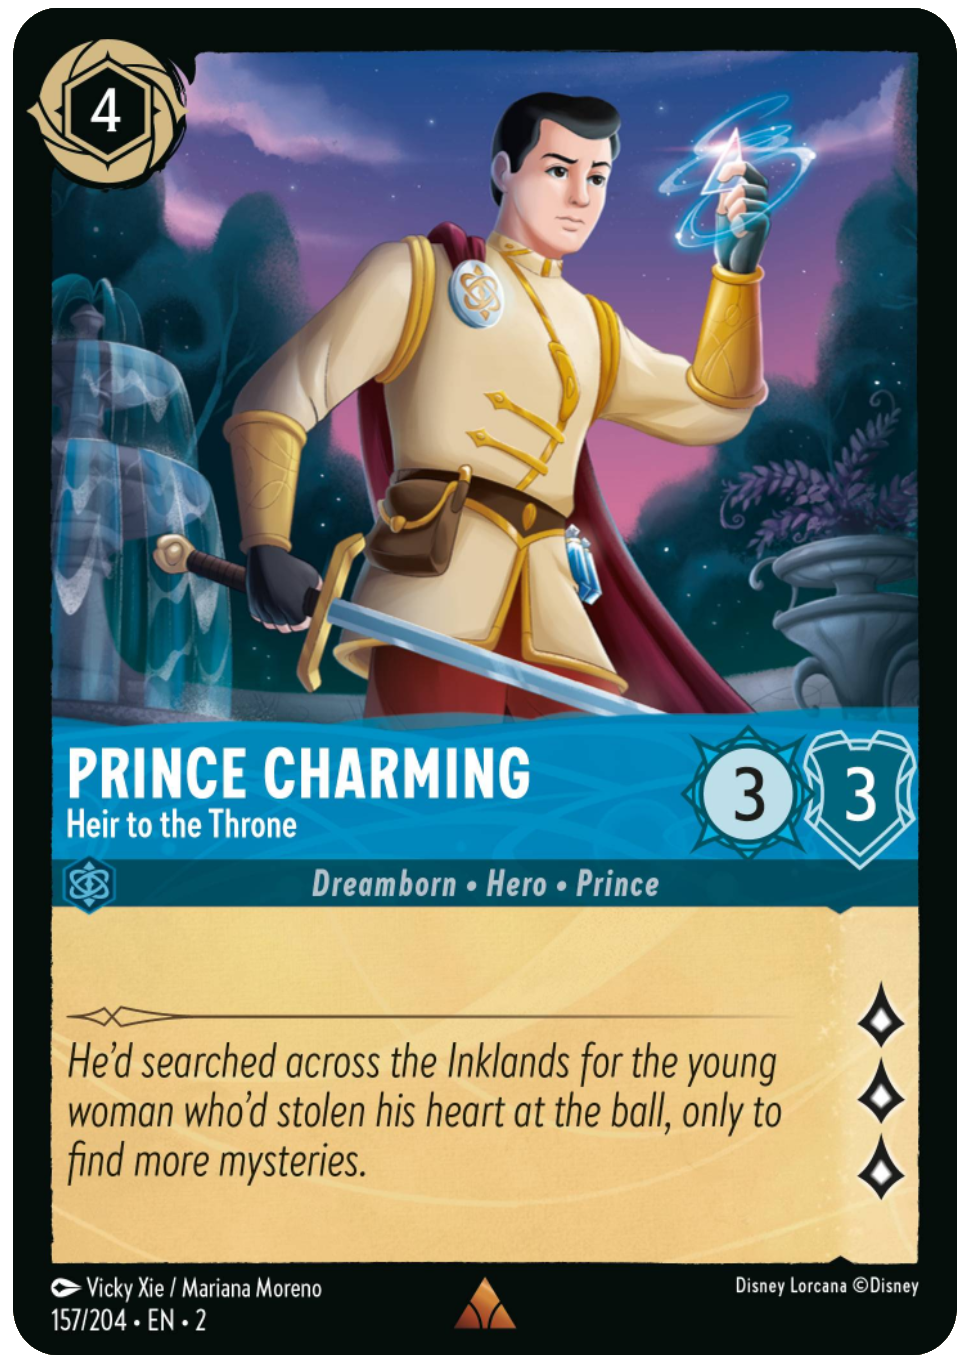 4
PRINCE CHARMING
Heir to the Throne
3
3
Dreamborn • Hero • Prince
He'd searched across the Inklands for the young
woman who'd stolen his heart at the ball, only to
find more mysteries.
Vicky Xie / Mariana Moreno
Disney Lorcana ©Disney
157/204 • EN • 2